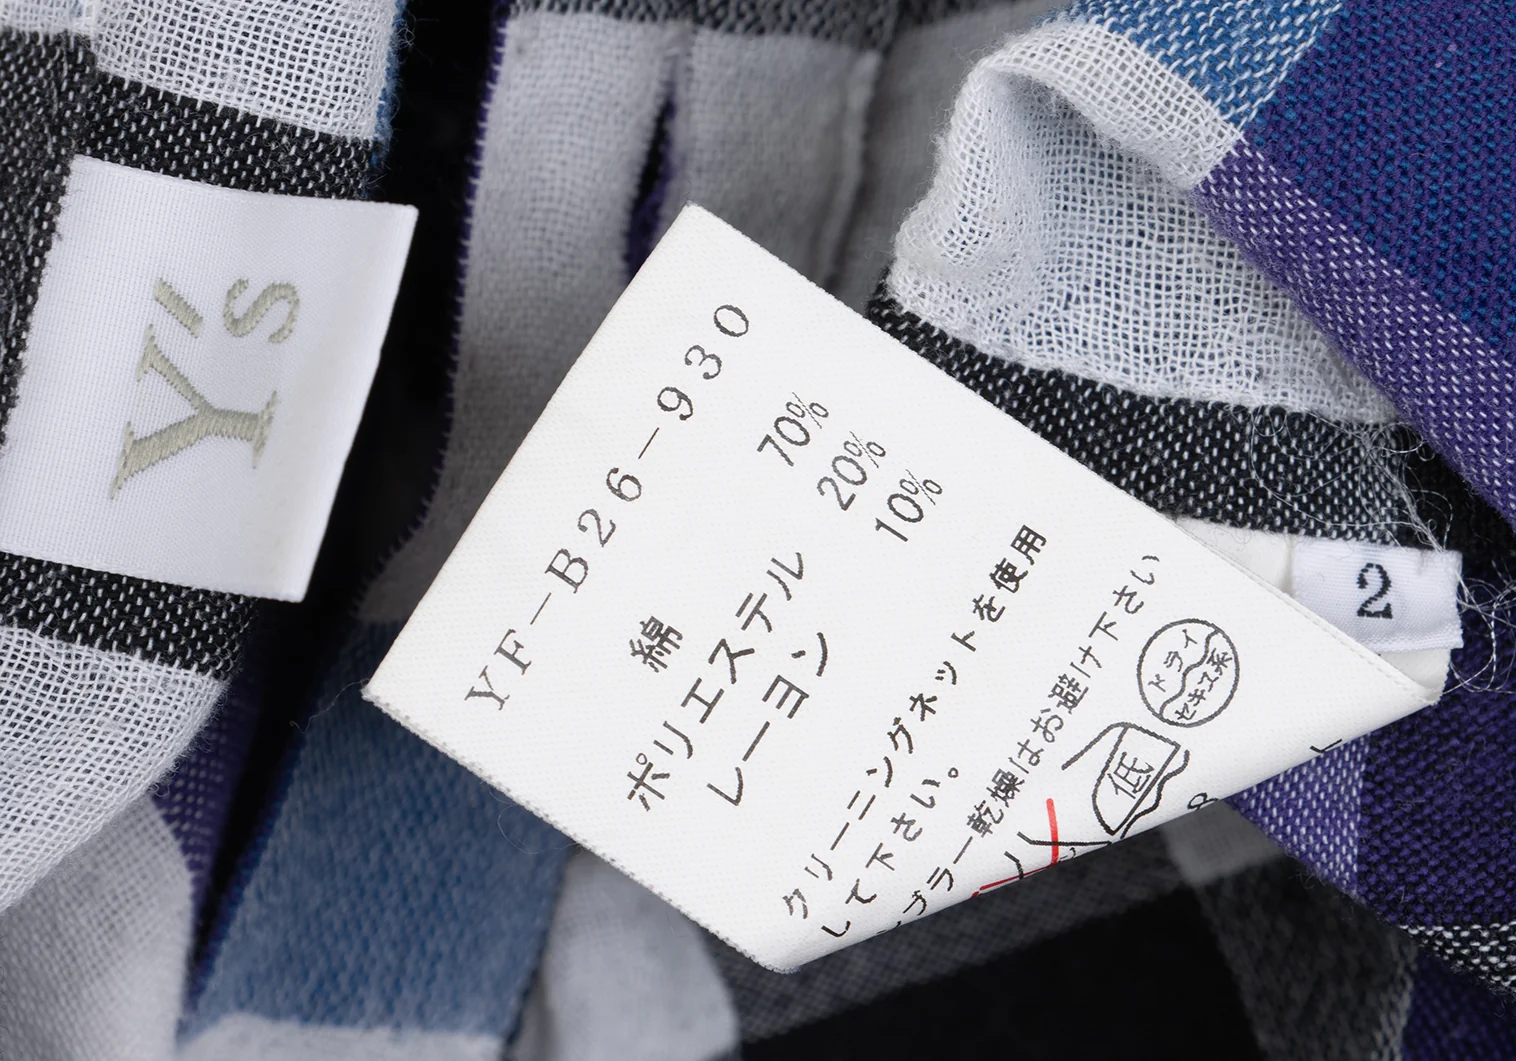 Y's
YF-B26-930
綿 70%
ポリエステル 20%
レーヨン 10%
クリーニングネットを使用
して下さい。
ンブラー乾燥はお避け下さい
ドライ
セキユ系
低
2